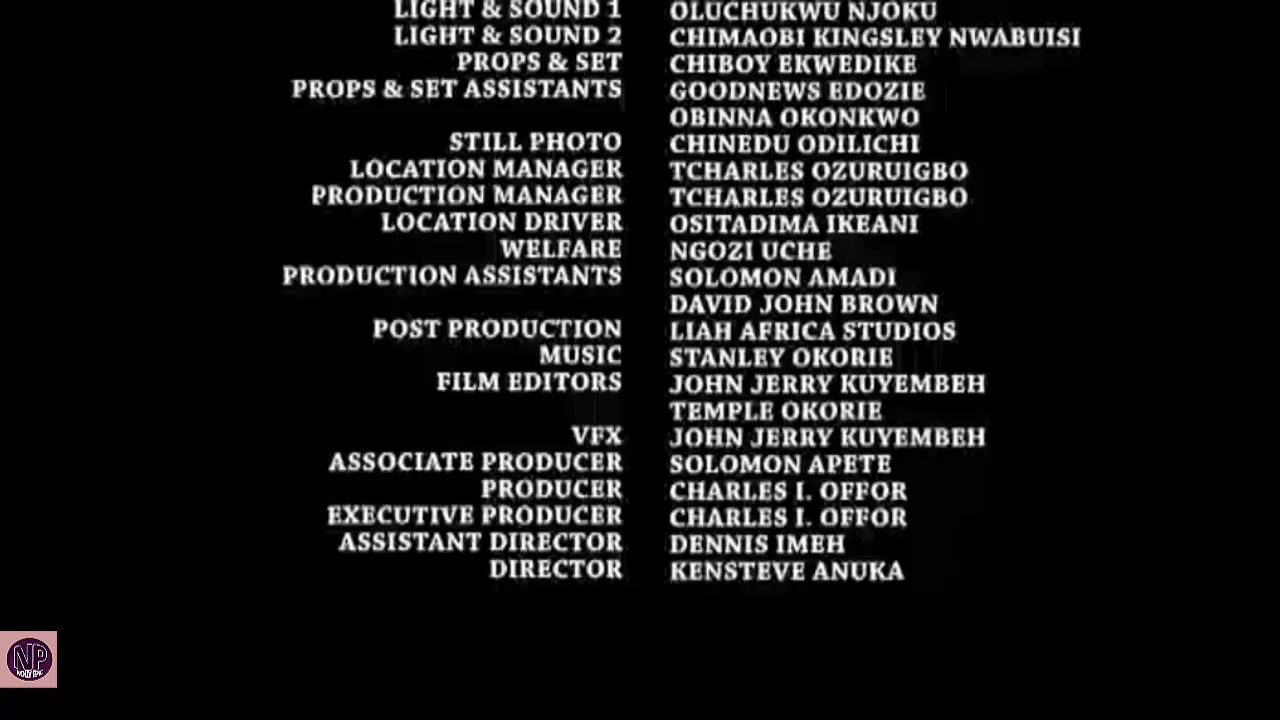 LIGHT & SOUND 1 OLUCHUKWU NJOKU
LIGHT & SOUND 2 CHIMAOBI KINGSLEY NWABUISI
PROPS & SET CHIBOY EKWEDIKE
PROPS & SET ASSISTANTS GOODNEWS EDOZIE
OBINNA OKONKWO
STILL PHOTO CHINEDU ODILICHI
LOCATION MANAGER TCHARLES OZURUIGBO
PRODUCTION MANAGER TCHARLES OZURUIGBO
LOCATION DRIVER OSITADIMA IKEANI
WELFARE NGOZI UCHE
PRODUCTION ASSISTANTS SOLOMON AMADI
DAVID JOHN BROWN
POST PRODUCTION LIAH AFRICA STUDIOS
MUSIC STANLEY OKORIE
FILM EDITORS JOHN JERRY KUYEMBEH
TEMPLE OKORIE
VFX JOHN JERRY KUYEMBEH
ASSOCIATE PRODUCER SOLOMON APETE
PRODUCER CHARLES I. OFFOR
EXECUTIVE PRODUCER CHARLES I. OFFOR
ASSISTANT DIRECTOR DENNIS IMEH
DIRECTOR KENSTEVE ANUKA
NP